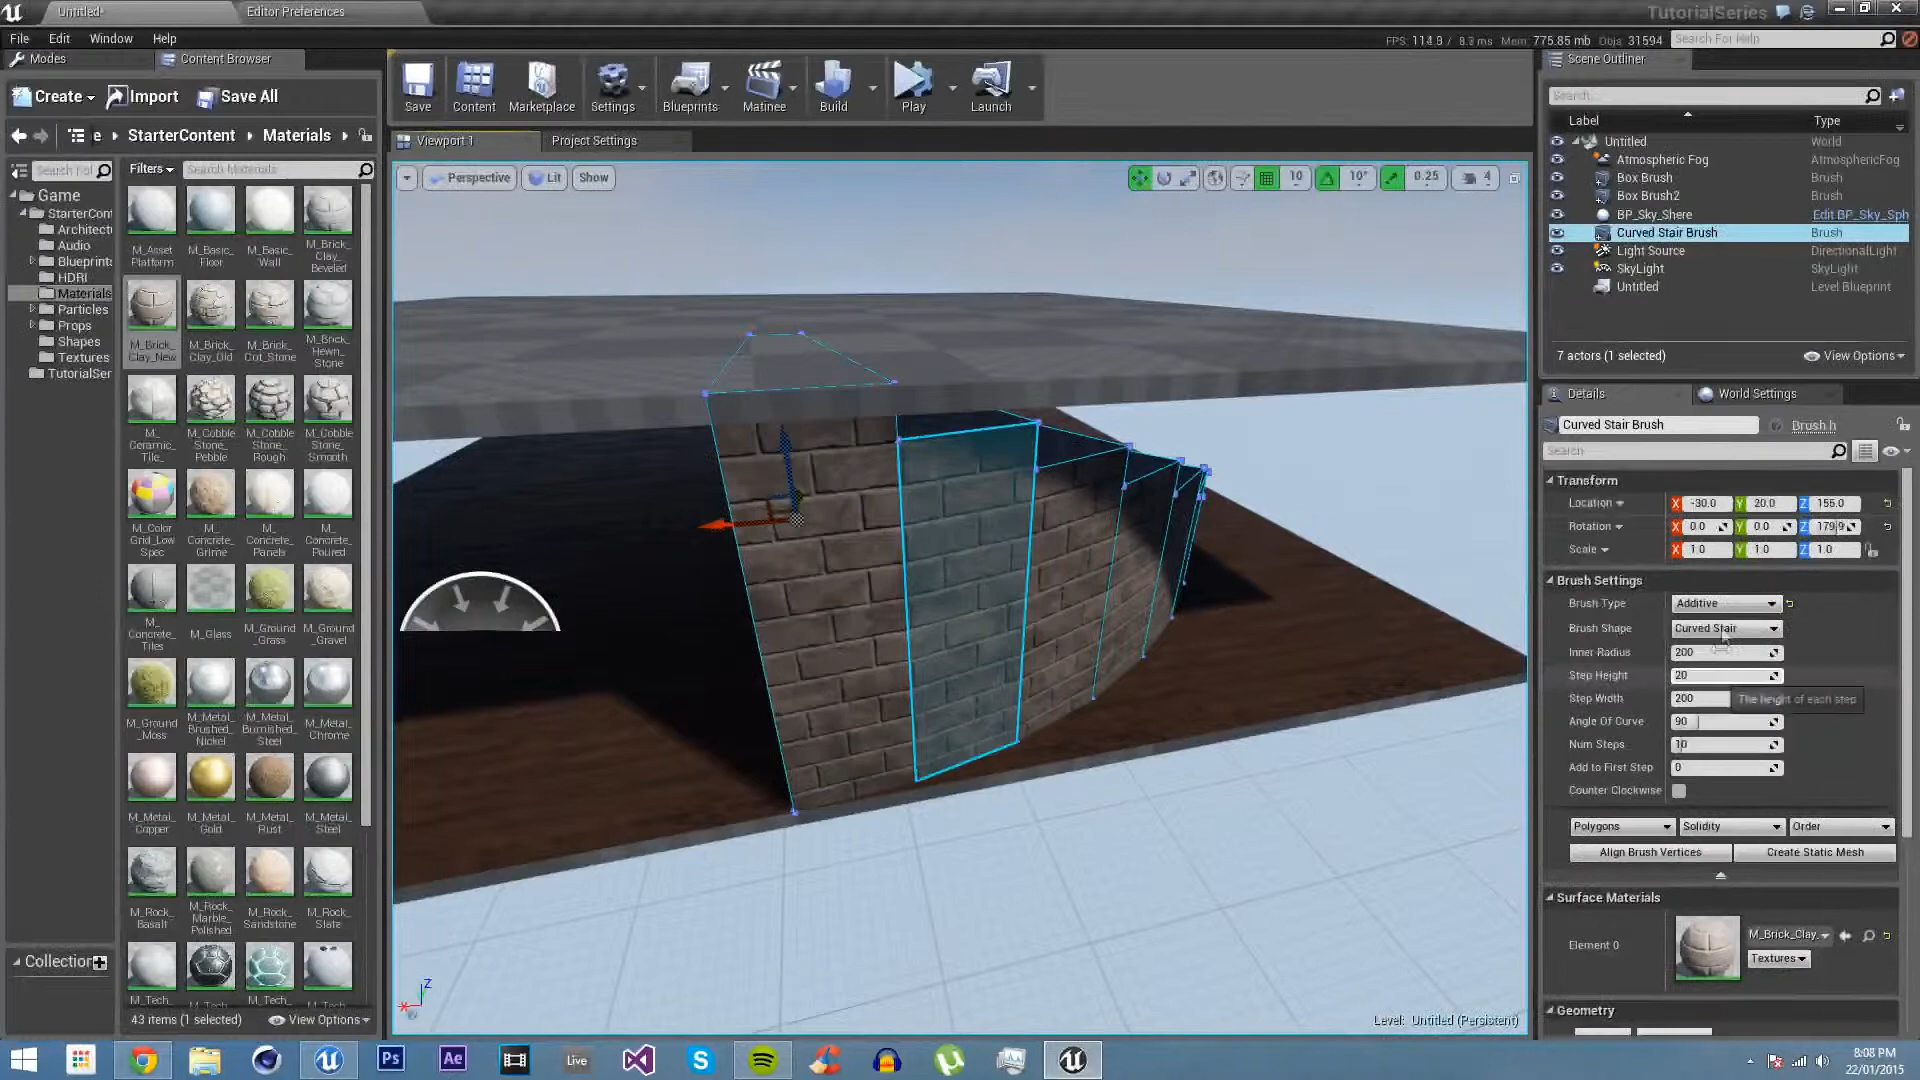 Untitled*
Editor Preferences
TutorialSeries
File Edit Window Help
FPS: 114.9 / 8.3 ms Mem: 775.85 mb Objs: 31594
Search For Help
Modes
Content Browser
Create
Import
Save All
Save
Content
Marketplace
Settings
Blueprints
Matinee
Build
Play
Launch
e
StarterContent
Materials
Viewport 1
Project Settings
Filters
Search Materials
Perspective
Lit
Show
10
10°
0.25
4
Game
StarterCont
Architectu
Audio
Blueprints
HDRI
Materials
Particles
Props
Shapes
Textures
TutorialSer
Collection
M_Asset
Platform
M_Basic_
Floor
M_Basic_
Wall
M_Brick_
Clay_
Beveled
M_Brick_
Clay_New
M_Brick_
Clay_Old
M_Brick_
Cut_Stone
M_Brick_
Hewn_
Stone
M_
Ceramic_
Tile_
M_Cobble
Stone_
Pebble
M_Cobble
Stone_
Rough
M_Cobble
Stone_
Smooth
M_Color
Grid_Low
Spec
M_
Concrete_
Grime
M_
Concrete_
Panels
M_
Concrete_
Poured
M_
Concrete_
Tiles
M_Glass
M_Ground
_Grass
M_Ground
_Gravel
M_Ground
_Moss
M_Metal_
Brushed_
Nickel
M_Metal_
Burnished_
Steel
M_Metal_
Chrome
M_Metal_
Copper
M_Metal_
Gold
M_Metal_
Rust
M_Metal_
Steel
M_Rock_
Basalt
M_Rock_
Marble_
Polished
M_Rock_
Sandstone
M_Rock_
Slate
M_Tech_
M_Tech_
M_Tech_
M_Tech_
43 items (1 selected)
View Options
Z
X
Level: Untitled (Persistent)
Scene Outliner
Search...
Label Type
Untitled World
Atmospheric Fog AtmosphericFog
Box Brush Brush
Box Brush2 Brush
BP_Sky_Shere Edit BP_Sky_Sph
Curved Stair Brush Brush
Light Source DirectionalLight
SkyLight SkyLight
Untitled Level Blueprint
7 actors (1 selected)
View Options
Details
World Settings
Curved Stair Brush
Brush.h
Search
Transform
Location X -30.0 Y 20.0 Z 155.0
Rotation X 0.0 Y 0.0 Z 179.9
Scale X 1.0 Y 1.0 Z 1.0
Brush Settings
Brush Type Additive
Brush Shape Curved Stair
Inner Radius 200
Step Height 20
Step Width 200
The height of each step
Angle Of Curve 90
Num Steps 10
Add to First Step 0
Counter Clockwise
Polygons
Solidity
Order
Align Brush Vertices
Create Static Mesh
Surface Materials
Element 0
M_Brick_Clay_
Textures
Geometry
Ps
Ae
Live
8:08 PM
22/01/2015